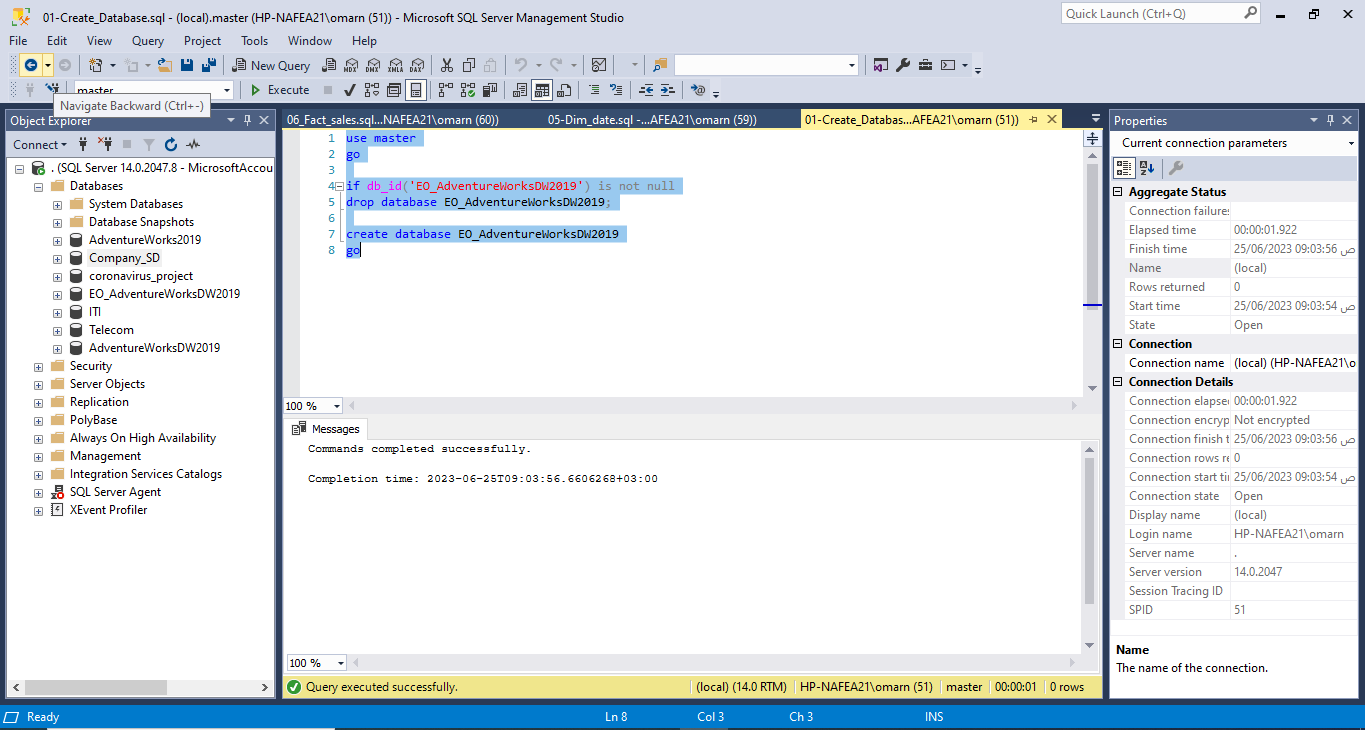 01-Create_Database.sql - (local).master (HP-NAFEA21\omarn (51)) - Microsoft SQL Server Management Studio
Quick Launch (Ctrl+Q)
File Edit View Query Project Tools Window Help
New Query MDX DMX XMLA DAX
master Execute
Navigate Backward (Ctrl+-)
Object Explorer
Connect
. (SQL Server 14.0.2047.8 - MicrosoftAccou
Databases
System Databases
Database Snapshots
AdventureWorks2019
Company_SD
coronavirus_project
EO_AdventureWorksDW2019
ITI
Telecom
AdventureWorksDW2019
Security
Server Objects
Replication
PolyBase
Always On High Availability
Management
Integration Services Catalogs
SQL Server Agent
XEvent Profiler
06_Fact_sales.sql...NAFEA21\omarn (60)) 05-Dim_date.sql -...AFEA21\omarn (59)) 01-Create_Databas...AFEA21\omarn (51))
1 use master
2 go
3
4 if db_id('EO_AdventureWorksDW2019') is not null
5 drop database EO_AdventureWorksDW2019;
6
7 create database EO_AdventureWorksDW2019
8 go
100 %
Messages
Commands completed successfully.
Completion time: 2023-06-25T09:03:56.6606268+03:00
100 %
Query executed successfully. (local) (14.0 RTM) HP-NAFEA21\omarn (51) master 00:00:01 0 rows
Properties
Current connection parameters
Aggregate Status
Connection failures
Elapsed time 00:00:01.922
Finish time 25/06/2023 09:03:56 ص
Name (local)
Rows returned 0
Start time 25/06/2023 09:03:54 ص
State Open
Connection
Connection name (local) (HP-NAFEA21\o
Connection Details
Connection elapse 00:00:01.922
Connection encryp Not encrypted
Connection finish t 25/06/2023 09:03:56 ص
Connection rows re 0
Connection start tir 25/06/2023 09:03:54 ص
Connection state Open
Display name (local)
Login name HP-NAFEA21\omarn
Server name .
Server version 14.0.2047
Session Tracing ID
SPID 51
Name
The name of the connection.
Ready Ln 8 Col 3 Ch 3 INS